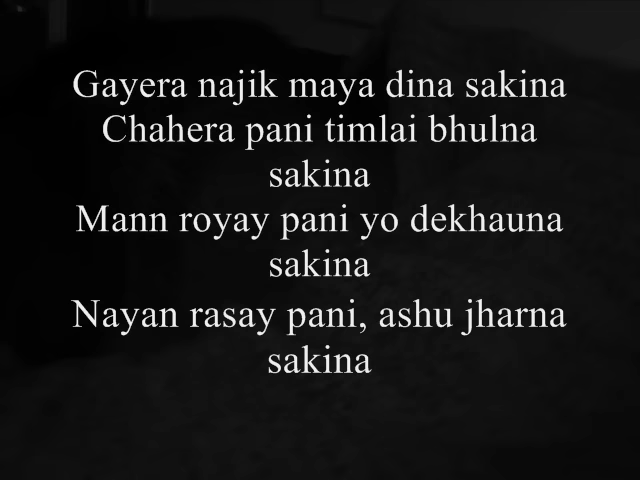 Gayera najik maya dina sakina
Chahera pani timlai bhulna
sakina
Mann royay pani yo dekhauna
sakina
Nayan rasay pani, ashu jharna
sakina